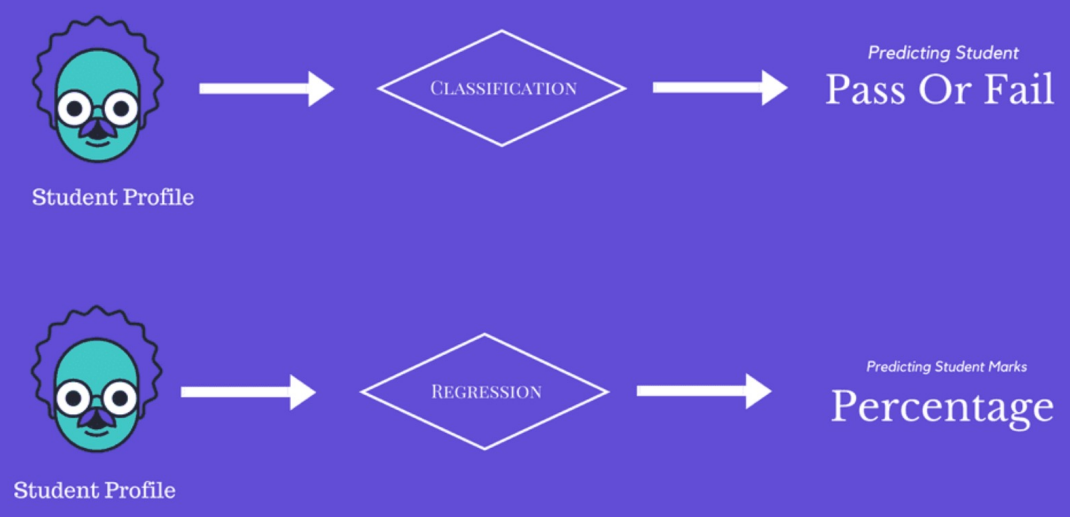 Predicting Student
CLASSIFICATION
Pass Or Fail
Student Profile
Predicting Student Marks
REGRESSION
Percentage
Student Profile